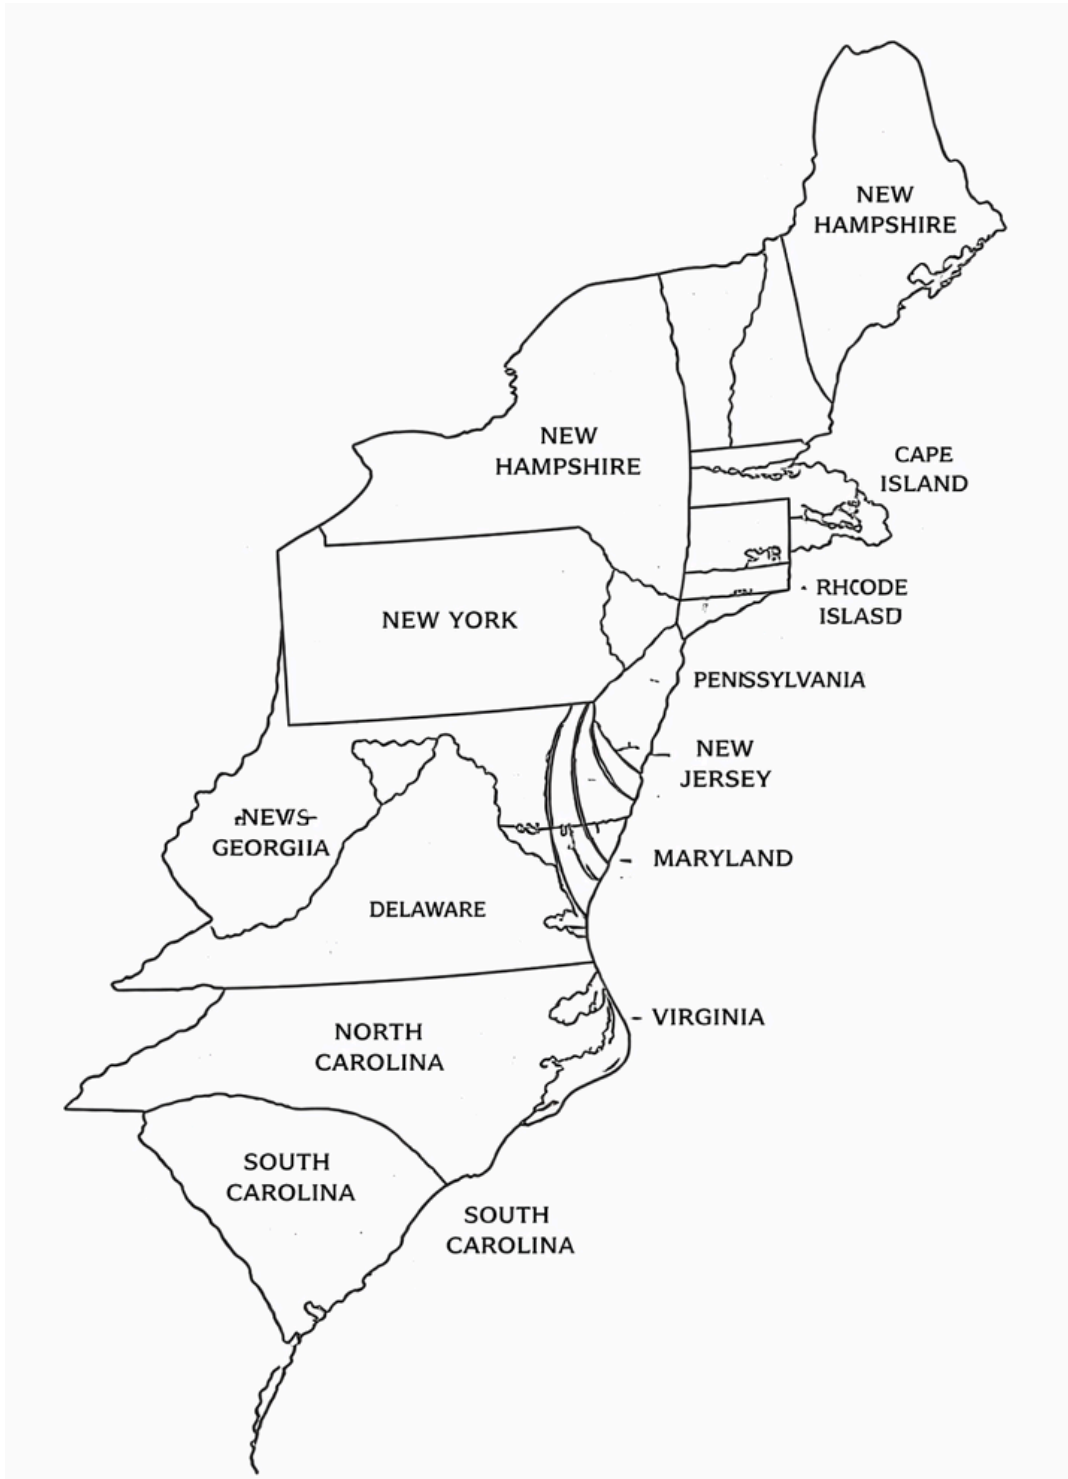 NEW
HAMPSHIRE
NEW
HAMPSHIRE
CAPE
ISLAND
RHCODE
ISLASD
NEW YORK
PENISSYLVANIA
NEW
JERSEY
NEWS
GEORGIIA
MARYLAND
DELAWARE
VIRGINIA
NORTH
CAROLINA
SOUTH
CAROLINA
SOUTH
CAROLINA